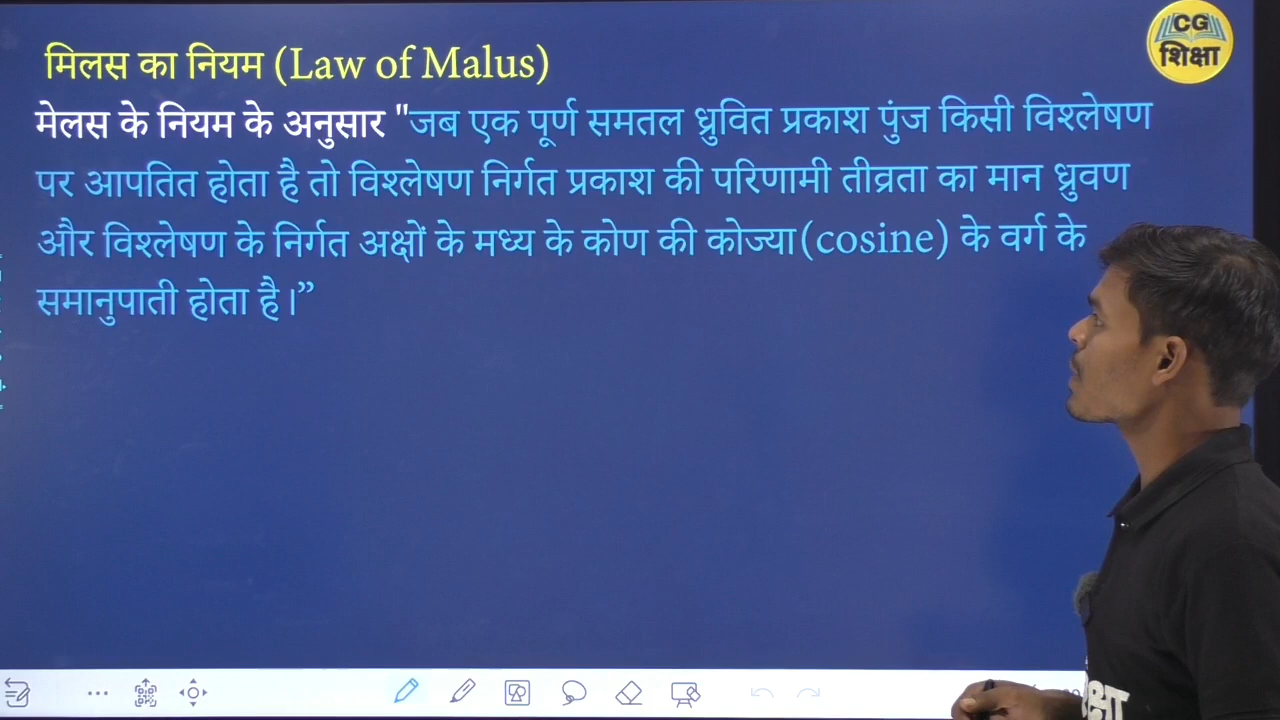 मिलस का नियम (Law of Malus)
CG
शिक्षा
मेलस के नियम के अनुसार "जब एक पूर्ण समतल ध्रुवित प्रकाश पुंज किसी विश्लेषण
पर आपतित होता है तो विश्लेषण निर्गत प्रकाश की परिणामी तीव्रता का मान ध्रुवण
और विश्लेषण के निर्गत अक्षों के मध्य के कोण की कोज्या(cosine) के वर्ग के
समानुपाती होता है।”